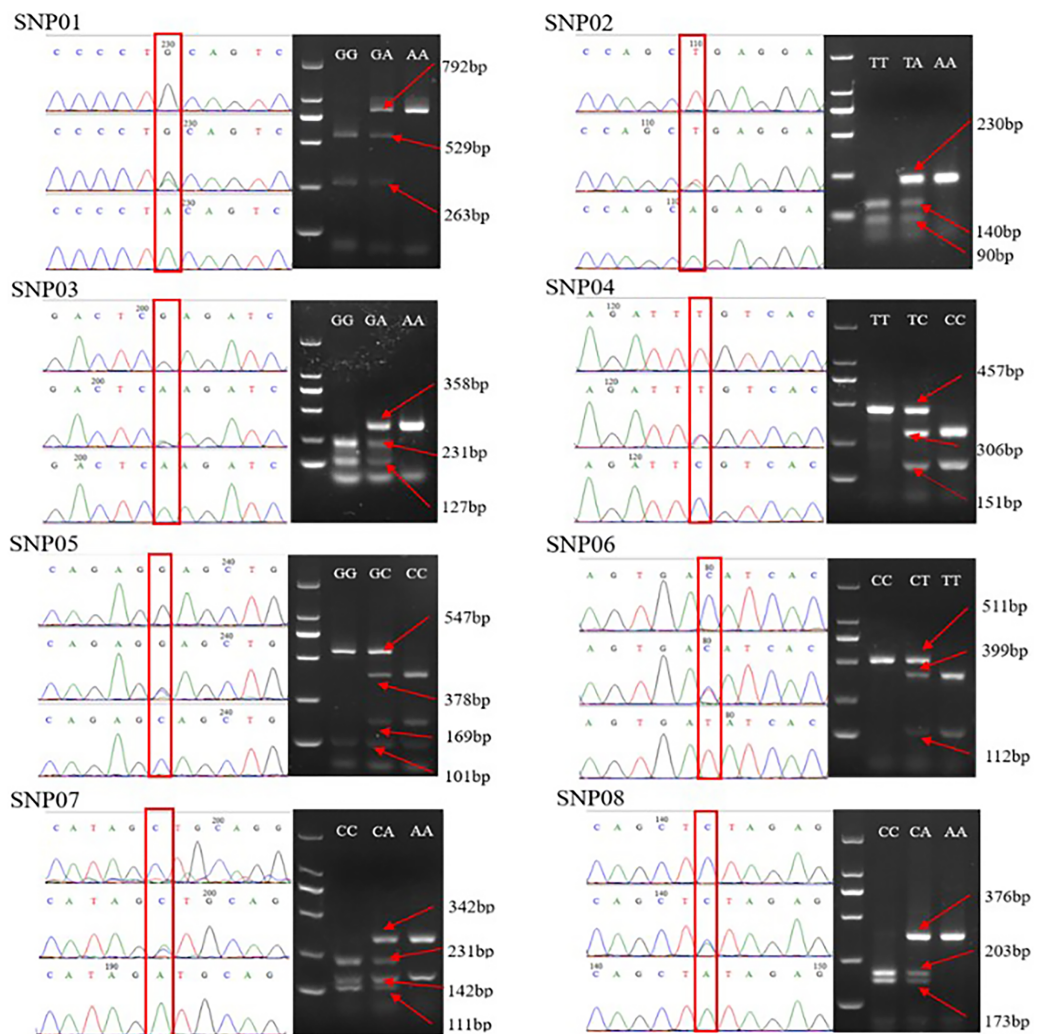 SNP01
230
C C C C T G C A G T C
230
C C C C T G C A G T C
230
C C C C T A C A G T C
GG GA AA
792bp
529bp
263bp
SNP02
110
C C A G C T G A G G A
110
C C A G C T G A G G A
110
C C A G C A G A G G A
TT TA AA
230bp
140bp
90bp
SNP03
200
G A C T C G A G A T C
200
G A C T C A A G A T C
200
G A C T C A A G A T C
GG GA AA
358bp
231bp
127bp
SNP04
120
A G A T T T G T C A C
120
A G A T T T G T C A C
120
A G A T T C G T C A C
TT TC CC
457bp
306bp
151bp
SNP05
240
C A G A G G A G C T G
240
C A G A G G A G C T G
240
C A G A G C A G C T G
GG GC CC
547bp
378bp
169bp
101bp
SNP06
80
A G T G A C A T C A C
80
A G T G A C A T C A C
80
A G T G A T A T C A C
CC CT TT
511bp
399bp
112bp
SNP07
200
C A T A G C T G C A G G
200
C A T A G C T G C A G
190
C A T A G A T G C A G
CC CA AA
342bp
231bp
142bp
111bp
SNP08
140
C A G C T C T A G A G
140
C A G C T C T A G A G
140 150
C A G C T A T A G A G
CC CA AA
376bp
203bp
173bp